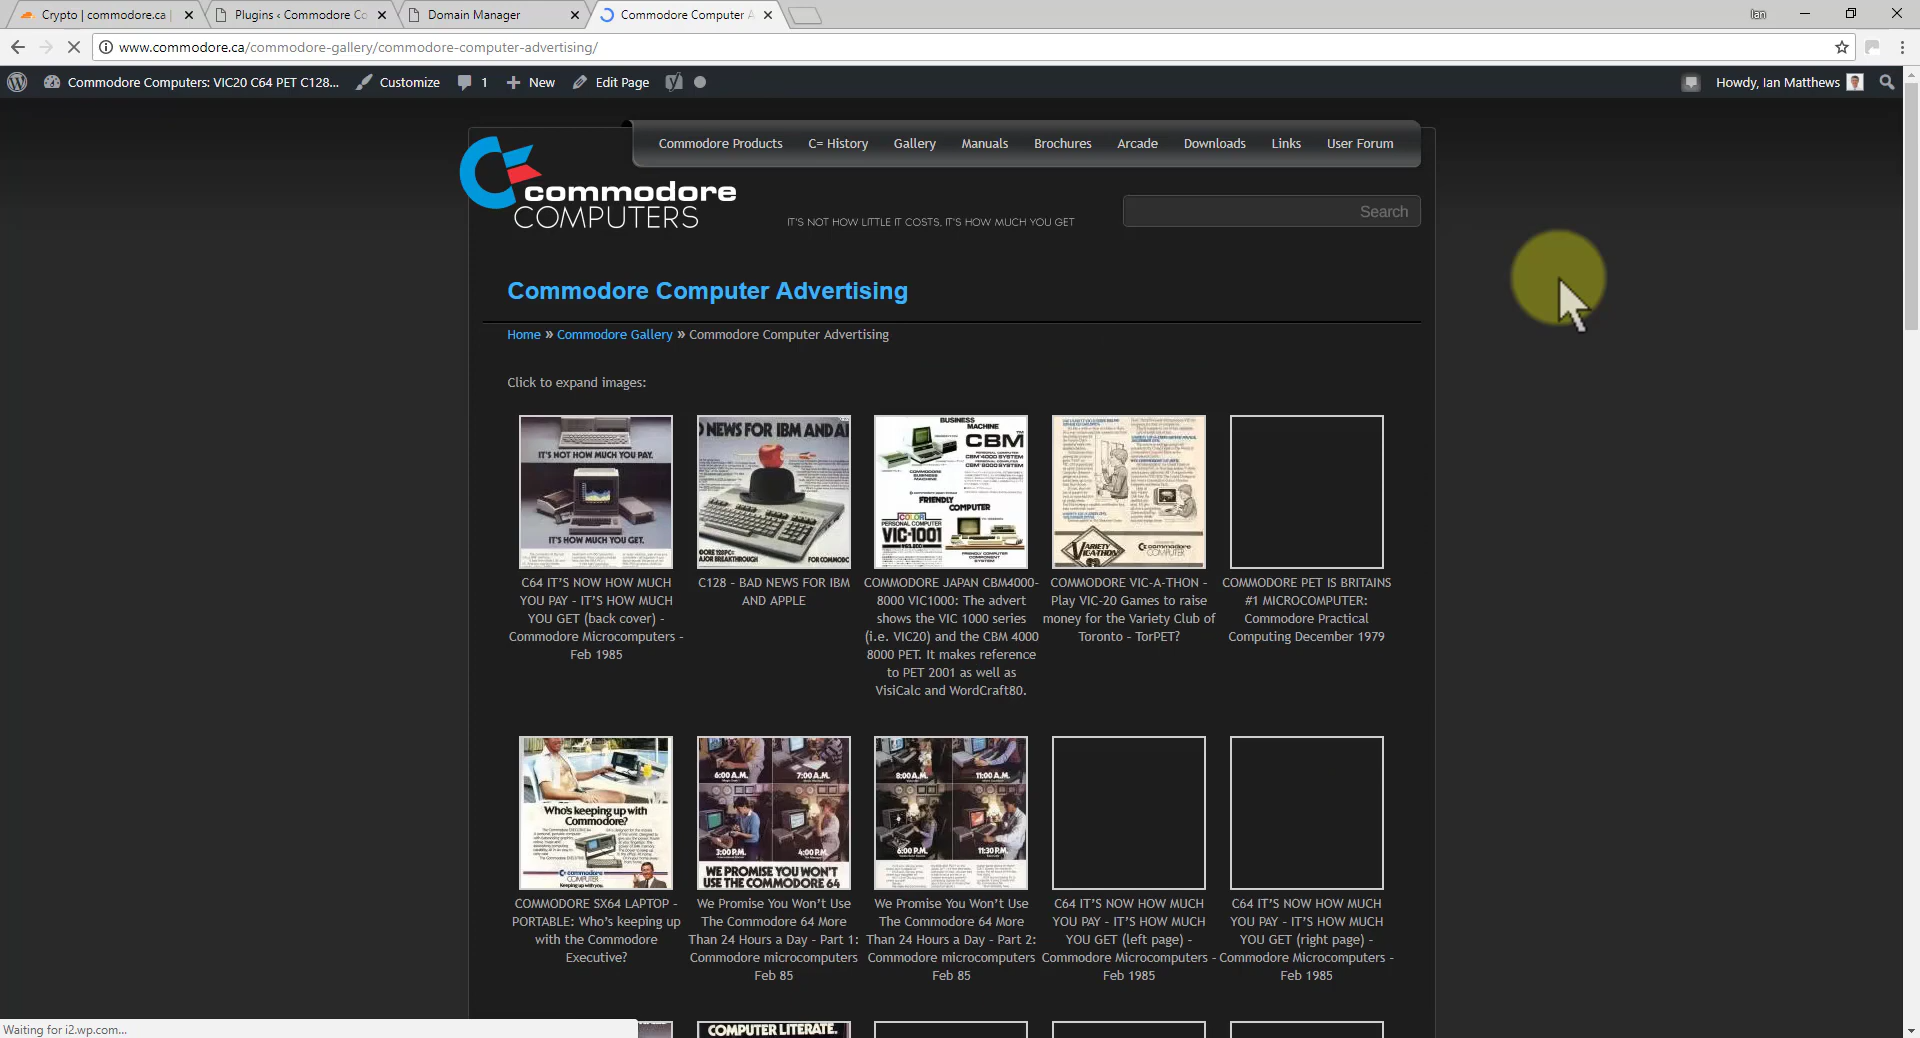 Crypto | commodore.ca |
Plugins ‹ Commodore Co
Domain Manager
Commodore Computer A
Ian
www.commodore.ca/commodore-gallery/commodore-computer-advertising/
Commodore Computers: VIC20 C64 PET C128...
Customize
1
New
Edit Page
Howdy, Ian Matthews
Commodore Products
C= History
Gallery
Manuals
Brochures
Arcade
Downloads
Links
User Forum
commodore
COMPUTERS
IT'S NOT HOW LITTLE IT COSTS, IT'S HOW MUCH YOU GET
Search
Commodore Computer Advertising
Home » Commodore Gallery » Commodore Computer Advertising
Click to expand images:
IT'S NOT HOW MUCH YOU PAY.
IT'S HOW MUCH YOU GET.
C64 IT'S NOW HOW MUCH
YOU PAY - IT'S HOW MUCH
YOU GET (back cover) -
Commodore Microcomputers -
Feb 1985
D NEWS FOR IBM AND AI
ORE 128PC:
AJOR BREAKTHROUGH
FOR COMMODC
C128 - BAD NEWS FOR IBM
AND APPLE
BUSINESS
MACHINE
CBM
CBM 4000 SYSTEM
CBM 8000 SYSTEM
FRIENDLY
COMPUTER
COLOR
PERSONAL COMPUTER
VIC-1001
COMMODORE JAPAN CBM4000-
8000 VIC1000: The advert
shows the VIC 1000 series
(i.e. VIC20) and the CBM 4000
8000 PET. It makes reference
to PET 2001 as well as
VisiCalc and WordCraft80.
VARIETY
VICATHON
commodore
COMPUTER
COMMODORE VIC-A-THON -
Play VIC-20 Games to raise
money for the Variety Club of
Toronto - TorPET?
COMMODORE PET IS BRITAINS
#1 MICROCOMPUTER:
Commodore Practical
Computing December 1979
Who's keeping up with
Commodore?
commodore
COMPUTER
Keeping up with you.
COMMODORE SX64 LAPTOP -
PORTABLE: Who's keeping up
with the Commodore
Executive?
6:00 A.M.
7:00 A.M.
3:00 P.M.
4:00 P.M.
WE PROMISE YOU WON'T
USE THE COMMODORE 64
We Promise You Won't Use
The Commodore 64 More
Than 24 Hours a Day - Part 1:
Commodore microcomputers
Feb 85
8:00 A.M.
11:00 A.M.
6:00 P.M.
11:30 P.M.
We Promise You Won't Use
The Commodore 64 More
Than 24 Hours a Day - Part 2:
Commodore microcomputers
Feb 85
C64 IT'S NOW HOW MUCH
YOU PAY - IT'S HOW MUCH
YOU GET (left page) -
Commodore Microcomputers -
Feb 1985
C64 IT'S NOW HOW MUCH
YOU PAY - IT'S HOW MUCH
YOU GET (right page) -
Commodore Microcomputers -
Feb 1985
COMPUTER LITERATE.
Waiting for i2.wp.com...